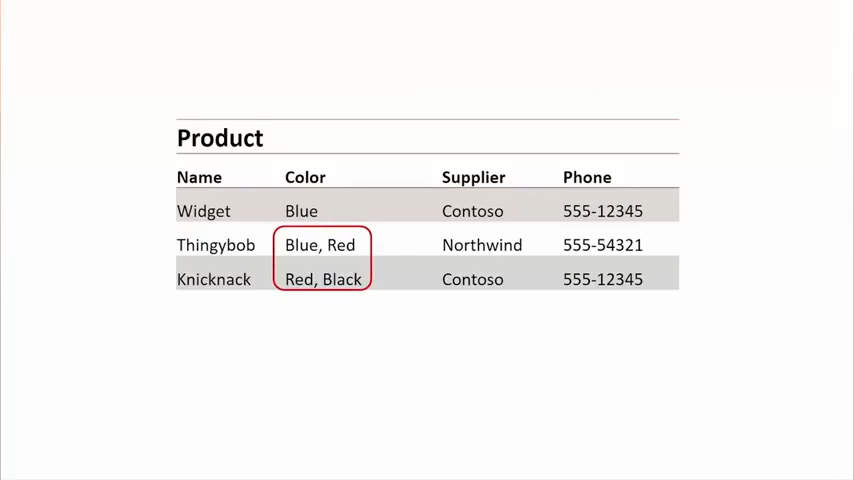 Product
Name Color Supplier Phone
Widget Blue Contoso 555-12345
Thingybob Blue, Red Northwind 555-54321
Knicknack Red, Black Contoso 555-12345